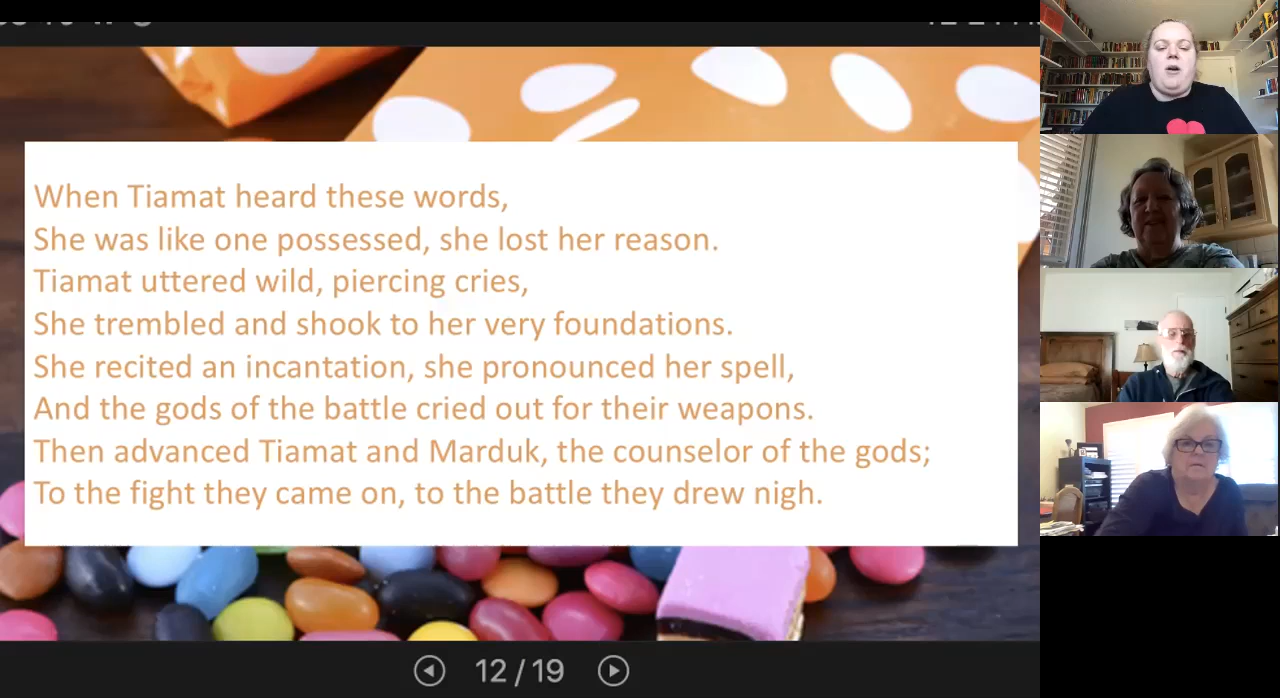 When Tiamat heard these words,
She was like one possessed, she lost her reason.
Tiamat uttered wild, piercing cries,
She trembled and shook to her very foundations.
She recited an incantation, she pronounced her spell,
And the gods of the battle cried out for their weapons.
Then advanced Tiamat and Marduk, the counselor of the gods;
To the fight they came on, to the battle they drew nigh.
12 / 19